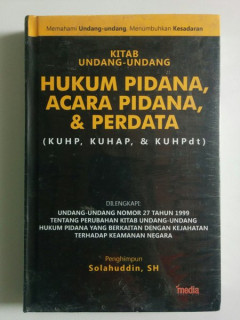 Memahami Undang-undang, Menumbuhkan Kesadaran
KITAB
UNDANG-UNDANG
HUKUM PIDANA,
ACARA PIDANA,
& PERDATA
(KUHP, KUHAP, & KUHPdt)
DILENGKAPI:
UNDANG-UNDANG NOMOR 27 TAHUN 1999
TENTANG PERUBAHAN KITAB UNDANG-UNDANG
HUKUM PIDANA YANG BERKAITAN DENGAN KEJAHATAN
TERHADAP KEAMANAN NEGARA
Penghimpun
Solahuddin, SH
media